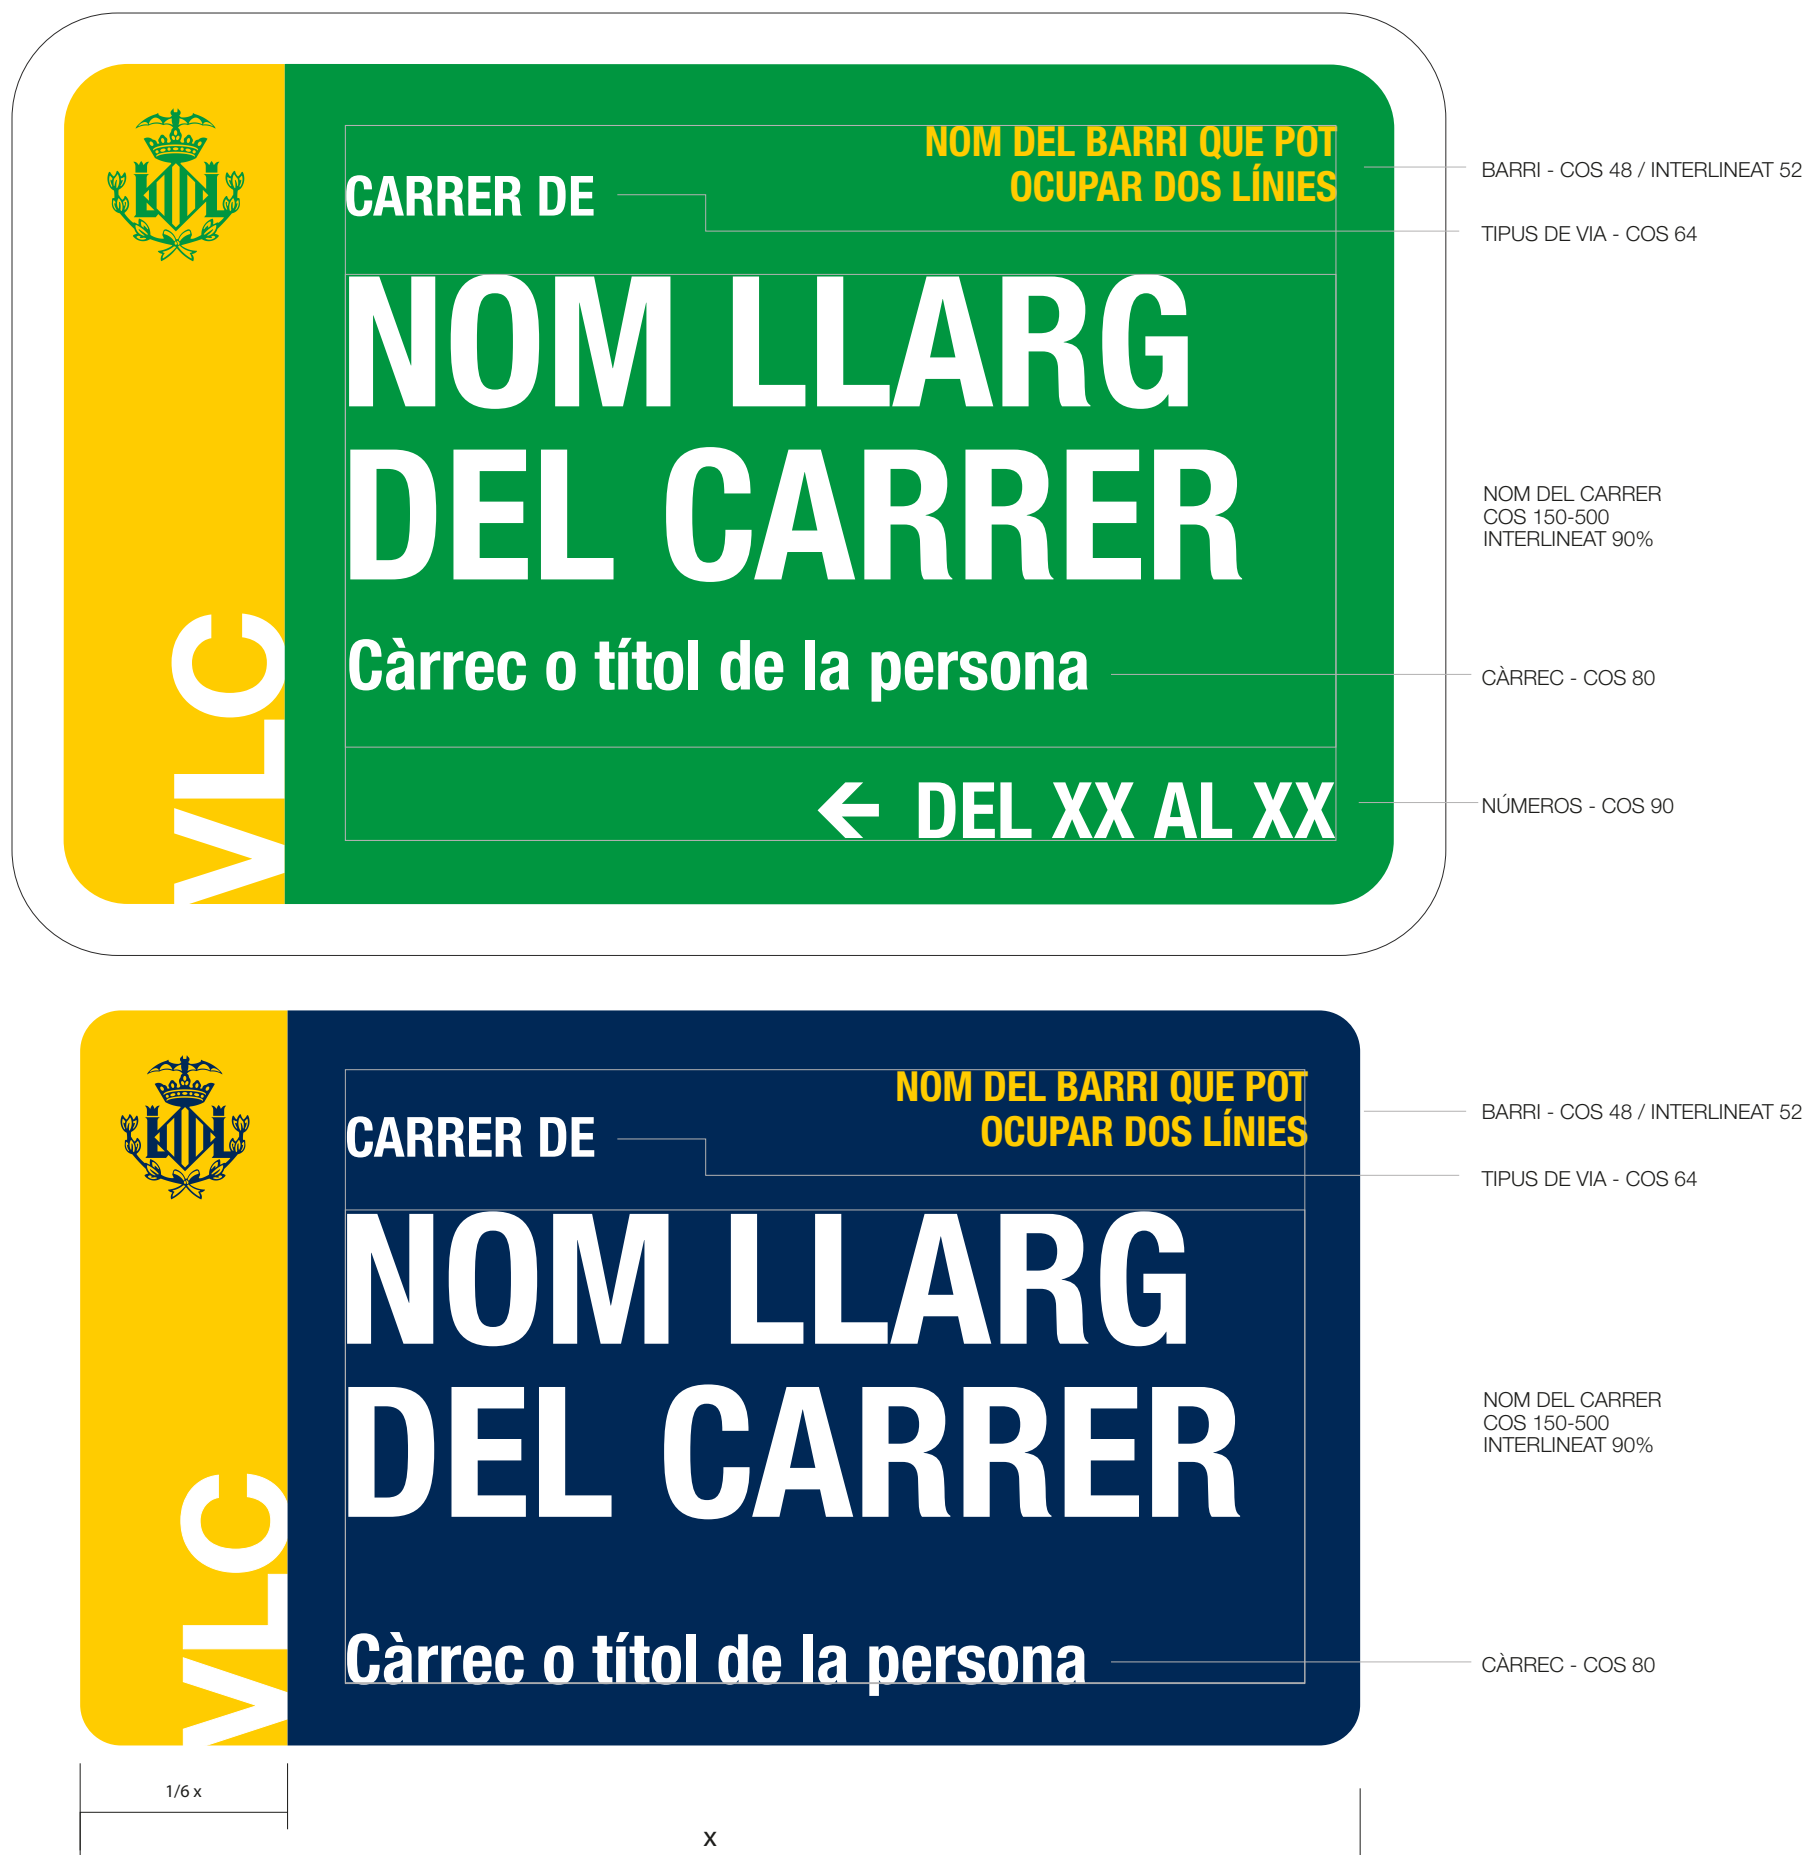 NOM DEL BARRI QUE POT
OCUPAR DOS LÍNIES
BARRI - COS 48 / INTERLINEAT 52
CARRER DE
TIPUS DE VIA - COS 64
NOM LLARG
DEL CARRER
NOM DEL CARRER
COS 150-500
INTERLINEAT 90%
Càrrec o títol de la persona
CÀRREC - COS 80
← DEL XX AL XX
NÚMEROS - COS 90
VLC
NOM DEL BARRI QUE POT
OCUPAR DOS LÍNIES
BARRI - COS 48 / INTERLINEAT 52
CARRER DE
TIPUS DE VIA - COS 64
NOM LLARG
DEL CARRER
NOM DEL CARRER
COS 150-500
INTERLINEAT 90%
Càrrec o títol de la persona
CÀRREC - COS 80
VLC
1/6 x
x